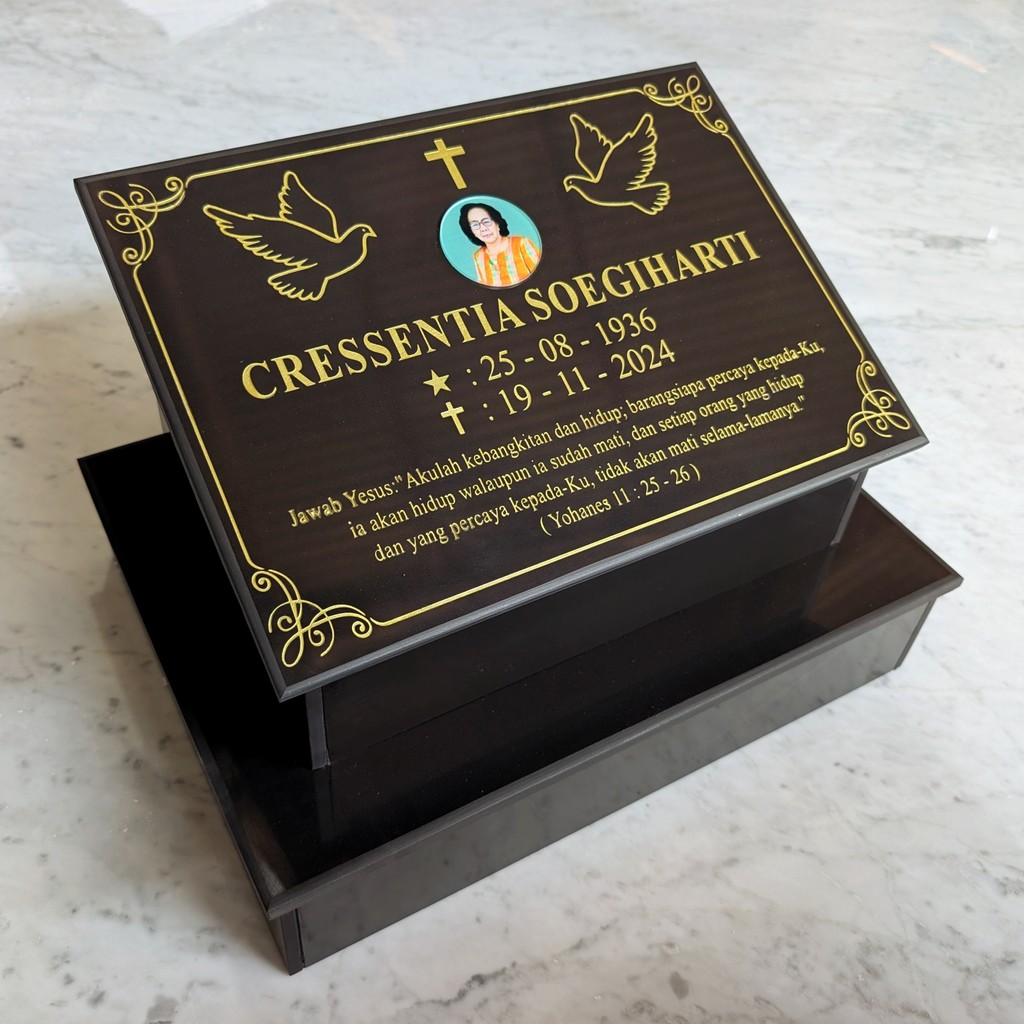 CRESSENTIA SOEGIHARTI
★ : 25 - 08 - 1936
✝ : 19 - 11 - 2024
Jawab Yesus:"Akulah kebangkitan dan hidup; barangsiapa percaya kepada-Ku,
ia akan hidup walaupun ia sudah mati, dan setiap orang yang hidup
dan yang percaya kepada-Ku, tidak akan mati selama-lamanya."
( Yohanes 11 : 25 - 26 )